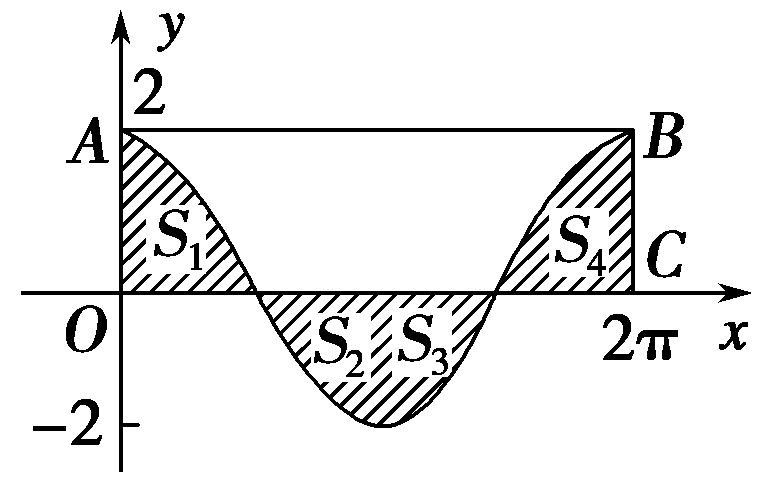 y
2
A B
S₁ S₄ C
O S₂ S₃ 2π x
−2